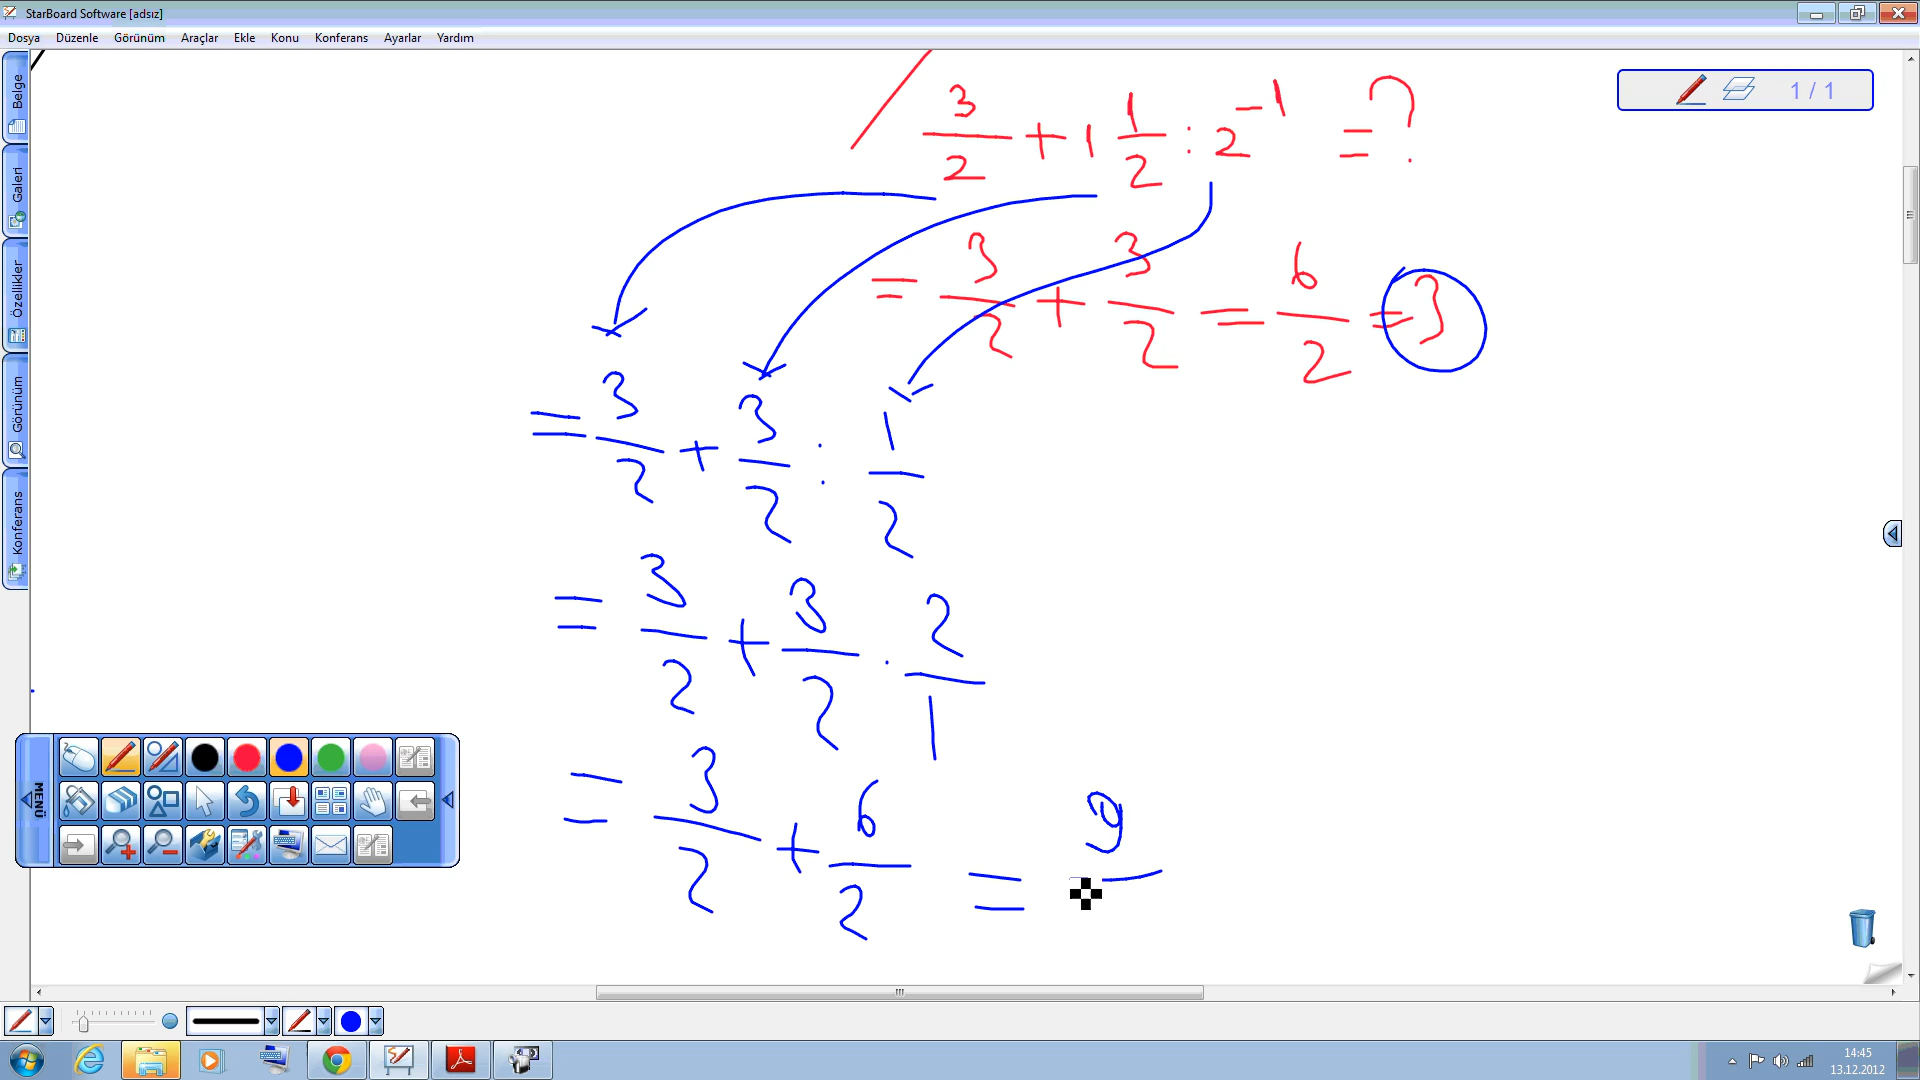 StarBoard Software [adsız]
Dosya Düzenle Görünüm Araçlar Ekle Konu Konferans Ayarlar Yardım
Belge
Galeri
Özellikler
Görünüm
Konferans
1 / 1
3/2 + 1 1/2 : 2^-1 = ?
= 3/2 + 3/2 = 6/2 = 3
= 3/2 + 3/2 : 1/2
= 3/2 + 3/2 . 2/1
= 3/2 + 6/2 = 9
MENÜ
14:45
13.12.2012